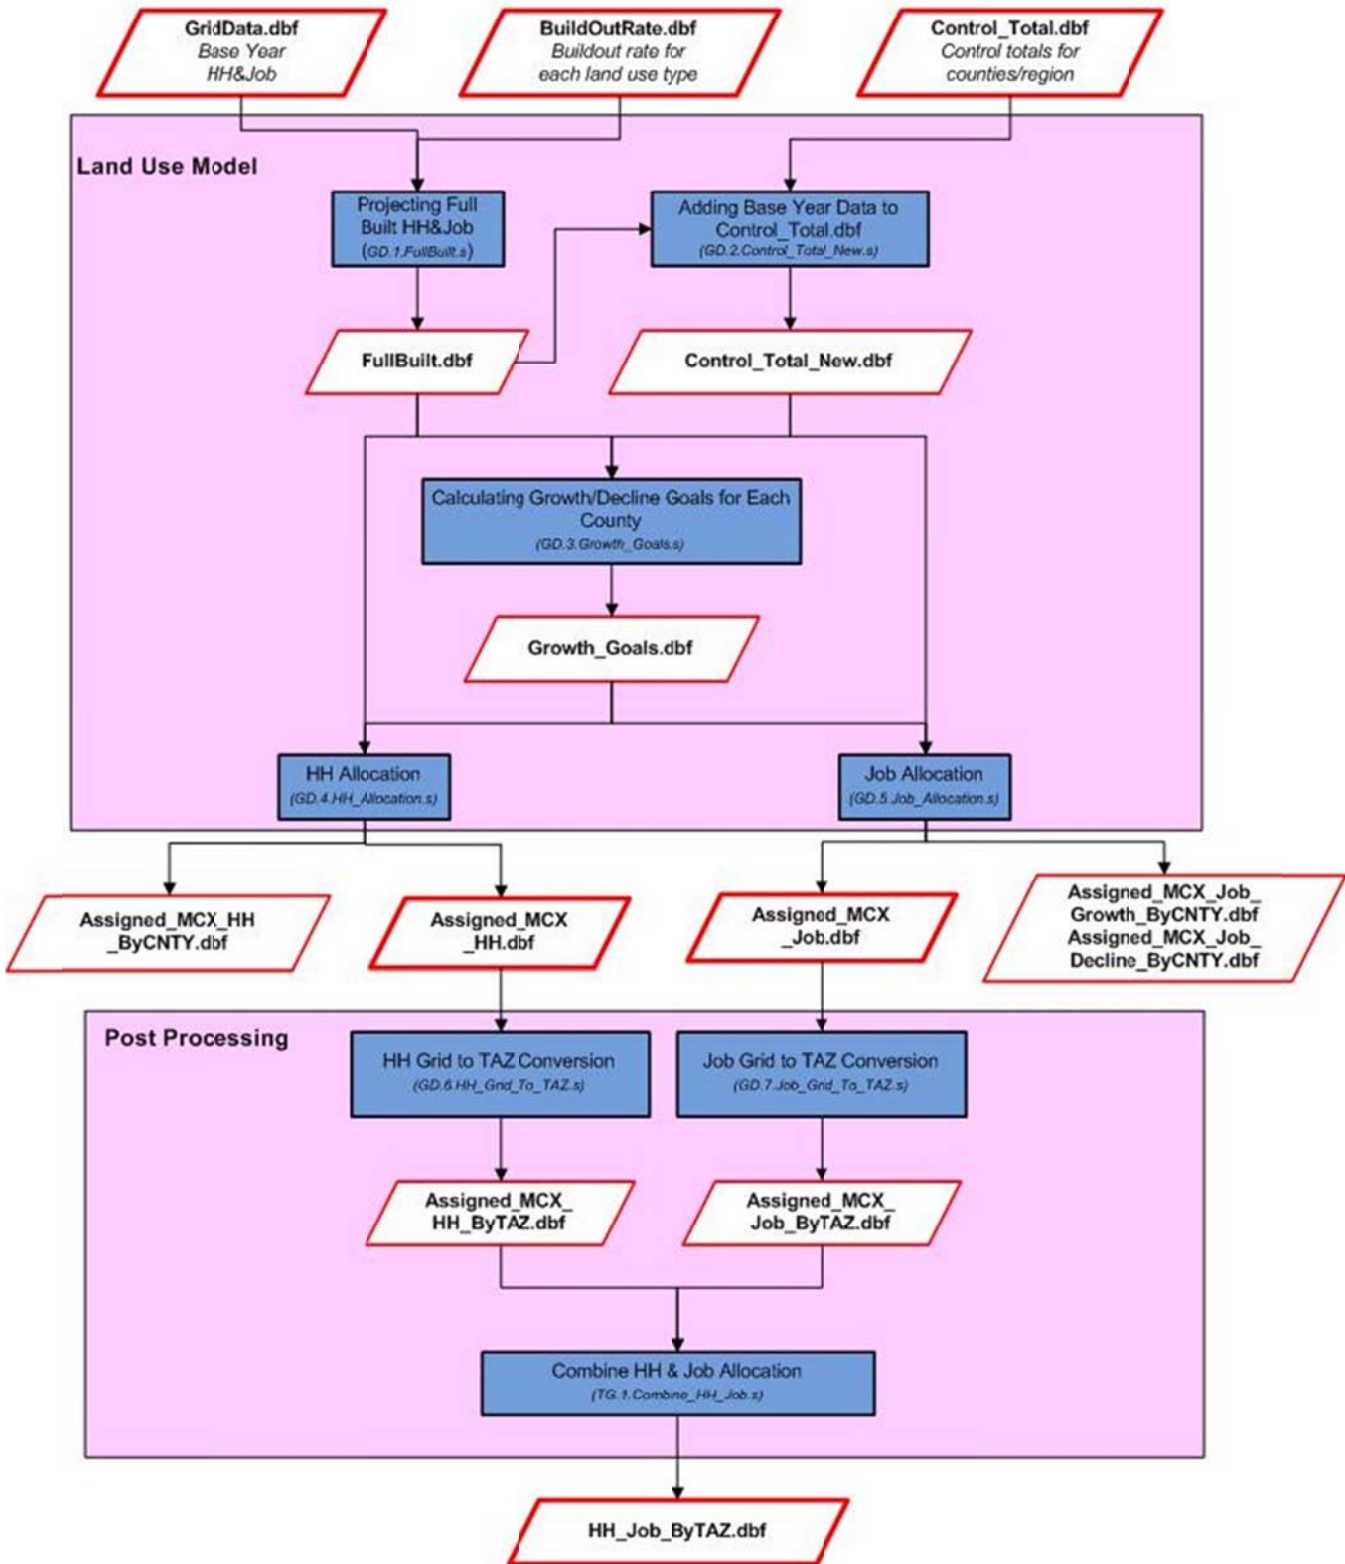 GridData.dbf
Base Year
HH&Job
BuildOutRate.dbf
Buildout rate for
each land use type
Control_Total.dbf
Control totals for
counties/region
Land Use Model
Projecting Full
Built HH&Job
(GD.1.FullBuilt.s)
Adding Base Year Data to
Control_Total.dbf
(GD.2.Control_Total_New.s)
FullBuilt.dbf
Control_Total_New.dbf
Calculating Growth/Decline Goals for Each
County
(GD.3.Growth_Goals.s)
Growth_Goals.dbf
HH Allocation
(GD.4.HH_Allocation.s)
Job Allocation
(GD.5.Job_Allocation.s)
Assigned_MCX_HH
_ByCNTY.dbf
Assigned_MCX
_HH.dbf
Assigned_MCX
_Job.dbf
Assigned_MCX_Job_
Growth_ByCNTY.dbf
Assigned_MCX_Job_
Decline_ByCNTY.dbf
Post Processing
HH Grid to TAZ Conversion
(GD.6.HH_Grid_To_TAZ.s)
Job Grid to TAZ Conversion
(GD.7.Job_Grid_To_TAZ.s)
Assigned_MCX_
HH_ByTAZ.dbf
Assigned_MCX_
Job_ByTAZ.dbf
Combine HH & Job Allocation
(TG.1.Combine_HH_Job.s)
HH_Job_ByTAZ.dbf